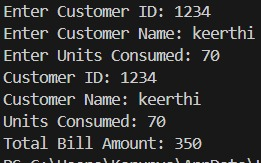 Enter Customer ID: 1234
Enter Customer Name: keerthi
Enter Units Consumed: 70
Customer ID: 1234
Customer Name: keerthi
Units Consumed: 70
Total Bill Amount: 350